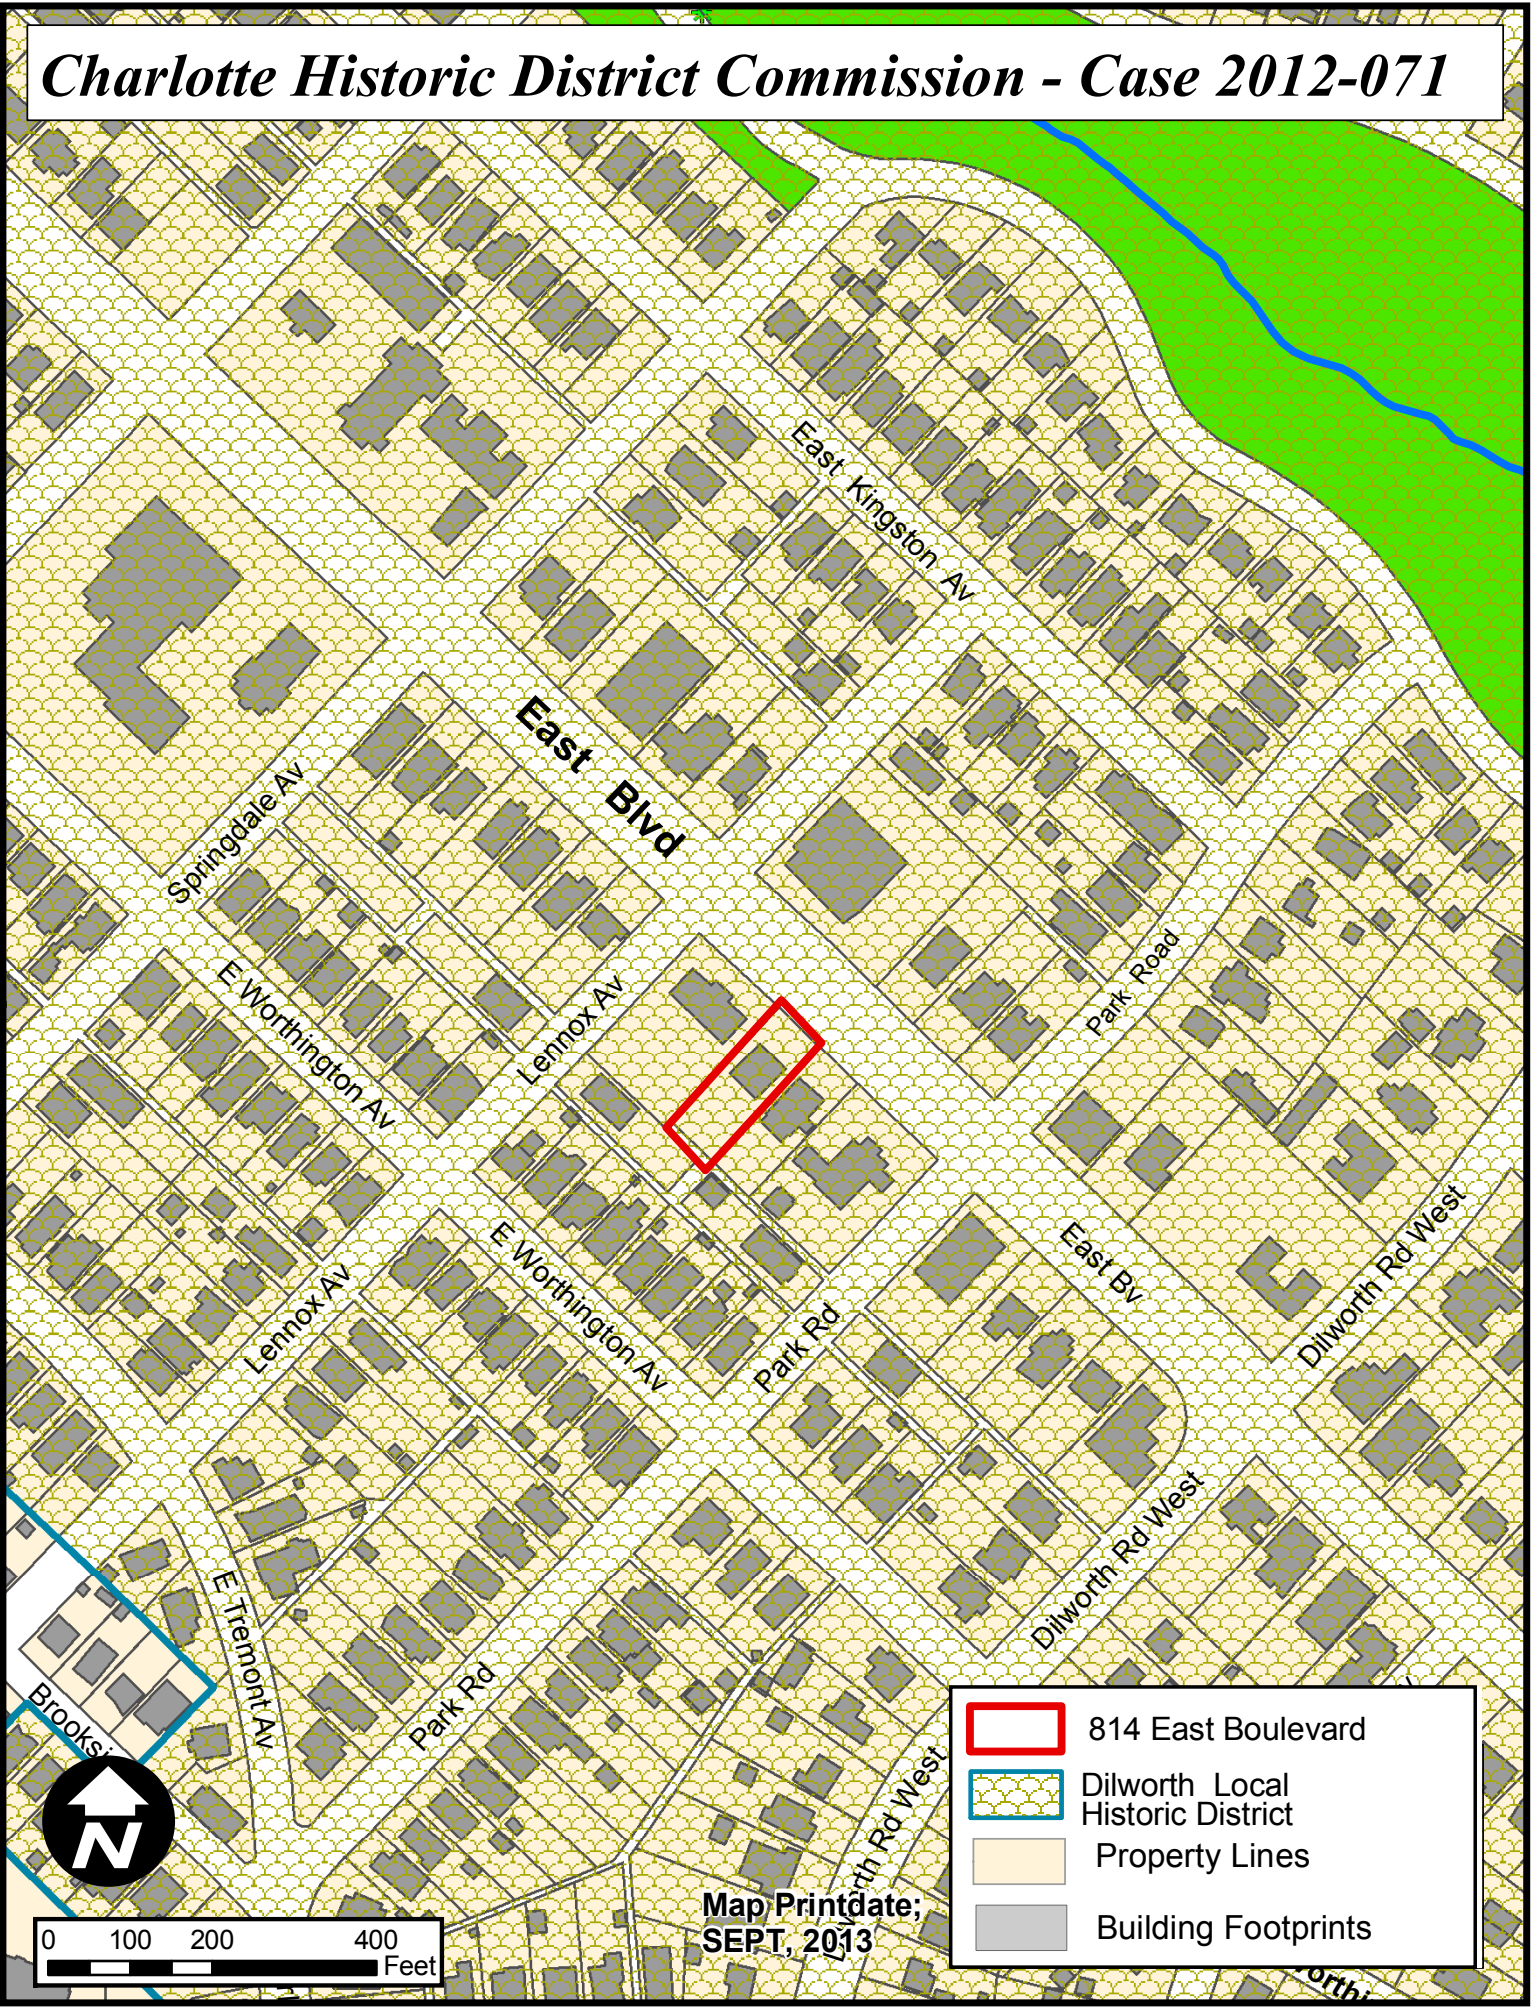 Charlotte Historic District Commission - Case 2012-071
East Kingston Av
East Blvd
Springdale Av
E Worthington Av
Lennox Av
Park Road
East Bv
Dilworth Rd West
E Worthington Av
Park Rd
Lennox Av
Dilworth Rd West
E Tremont Av
Park Rd
Brooksi
Rd West
N
814 East Boulevard
Dilworth Local
Historic District
Property Lines
Building Footprints
Map Printdate;
SEPT, 2013
0 100 200 400
Feet